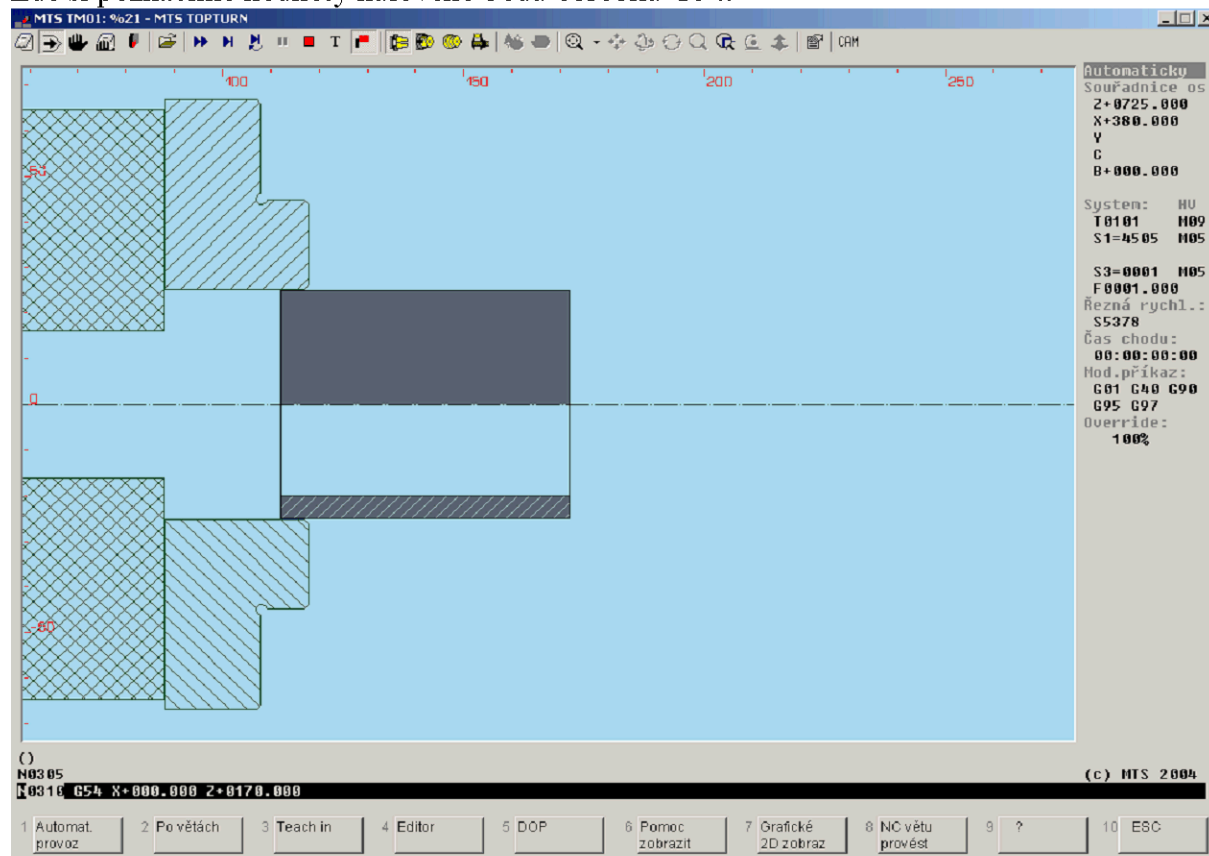 MTS TM01: %21 - MTS TOPTURN
T CAM
100 150 200 250
0
Automaticky
Souřadnice os
Z+0725.000
X+380.000
Y
C
B+000.000
System: HV
T0101 M09
S1=4505 M05
S3=0001 M05
F0001.000
Řezná rychl.:
S5378
Čas chodu:
00:00:00:00
Mod.příkaz:
G01 G40 G90
G95 G97
Override:
100%
()
N0305
(c) MTS 2004
N0310 G54 X+000.000 Z+0170.000
1 Automat. provoz
2 Po větách
3 Teach in
4 Editor
5 DOP
6 Pomoc zobrazit
7 Grafické 2D zobraz
8 NC větu provést
9 ?
10 ESC